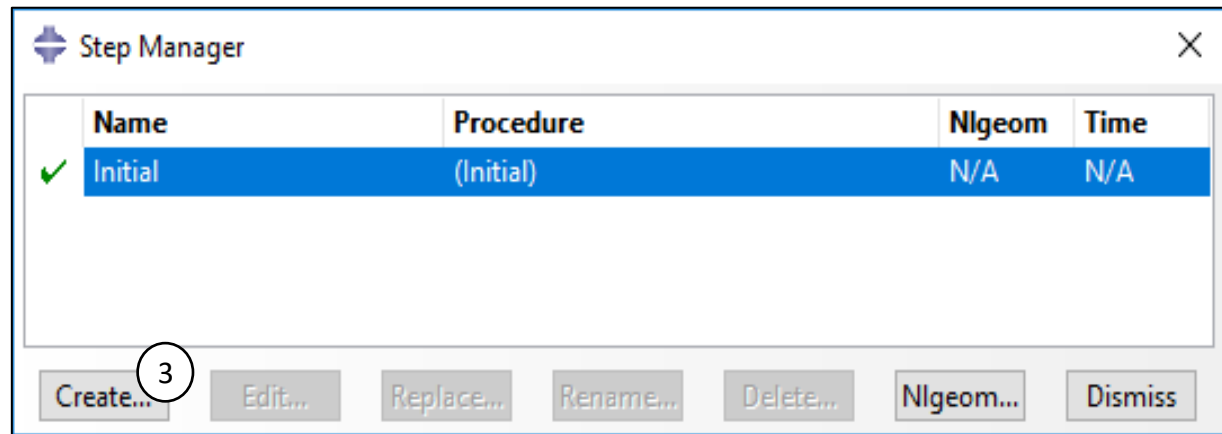 Step Manager
Name Procedure Nlgeom Time
Initial (Initial) N/A N/A
3
Create... Edit... Replace... Rename... Delete... Nlgeom... Dismiss